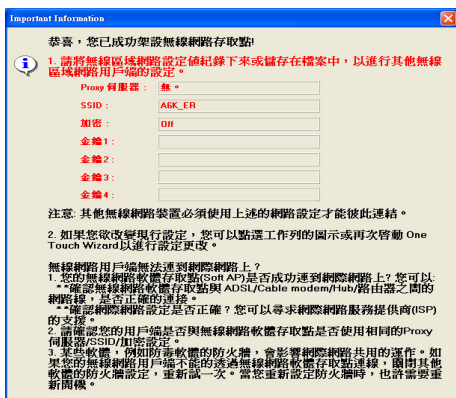 Important Information
恭喜，您已成功架設無線網路存取點!
1. 請將無線區域網路設定值紀錄下來或儲存在檔案中，以進行其他無線
區域網路用戶端的設定。
Proxy 伺服器： 無。
SSID： A6K_ER
加密： Off
金鑰1：
金鑰2：
金鑰3：
金鑰4：
注意: 其他無線網路裝置必須使用上述的網路設定才能彼此連結。
2. 如果您欲改變現行設定，您可以點選工作列的圖示或再次啓動 One
Touch Wizard以進行設定更改。
無線網路用戶端無法連到網際網路上？
1. 您的無線網路軟體存取點(Soft AP)是否成功連到網際網路上? 您可以:
**確認無線網路軟體存取點與 ADSL/Cable modem/Hub/路由器之間的
網路線，是否正確的連接。
**確認網際網路設定是否正確？您可以尋求網際網路服務提供商(ISP)
的支援。
2. 請確認您的用戶端是否與無線網路軟體存取點是否使用相同的Proxy
伺服器/SSID/加密設定。
3. 某些軟體，例如防毒軟體的防火牆，會影響網際網路共用的運作。如
果您的無線網路用戶端不能的透過無線網路軟體存取點連線，關閉其他
軟體的防火牆設定，重新試一次。當您重新設定防火牆時，也許需要重
新開機。